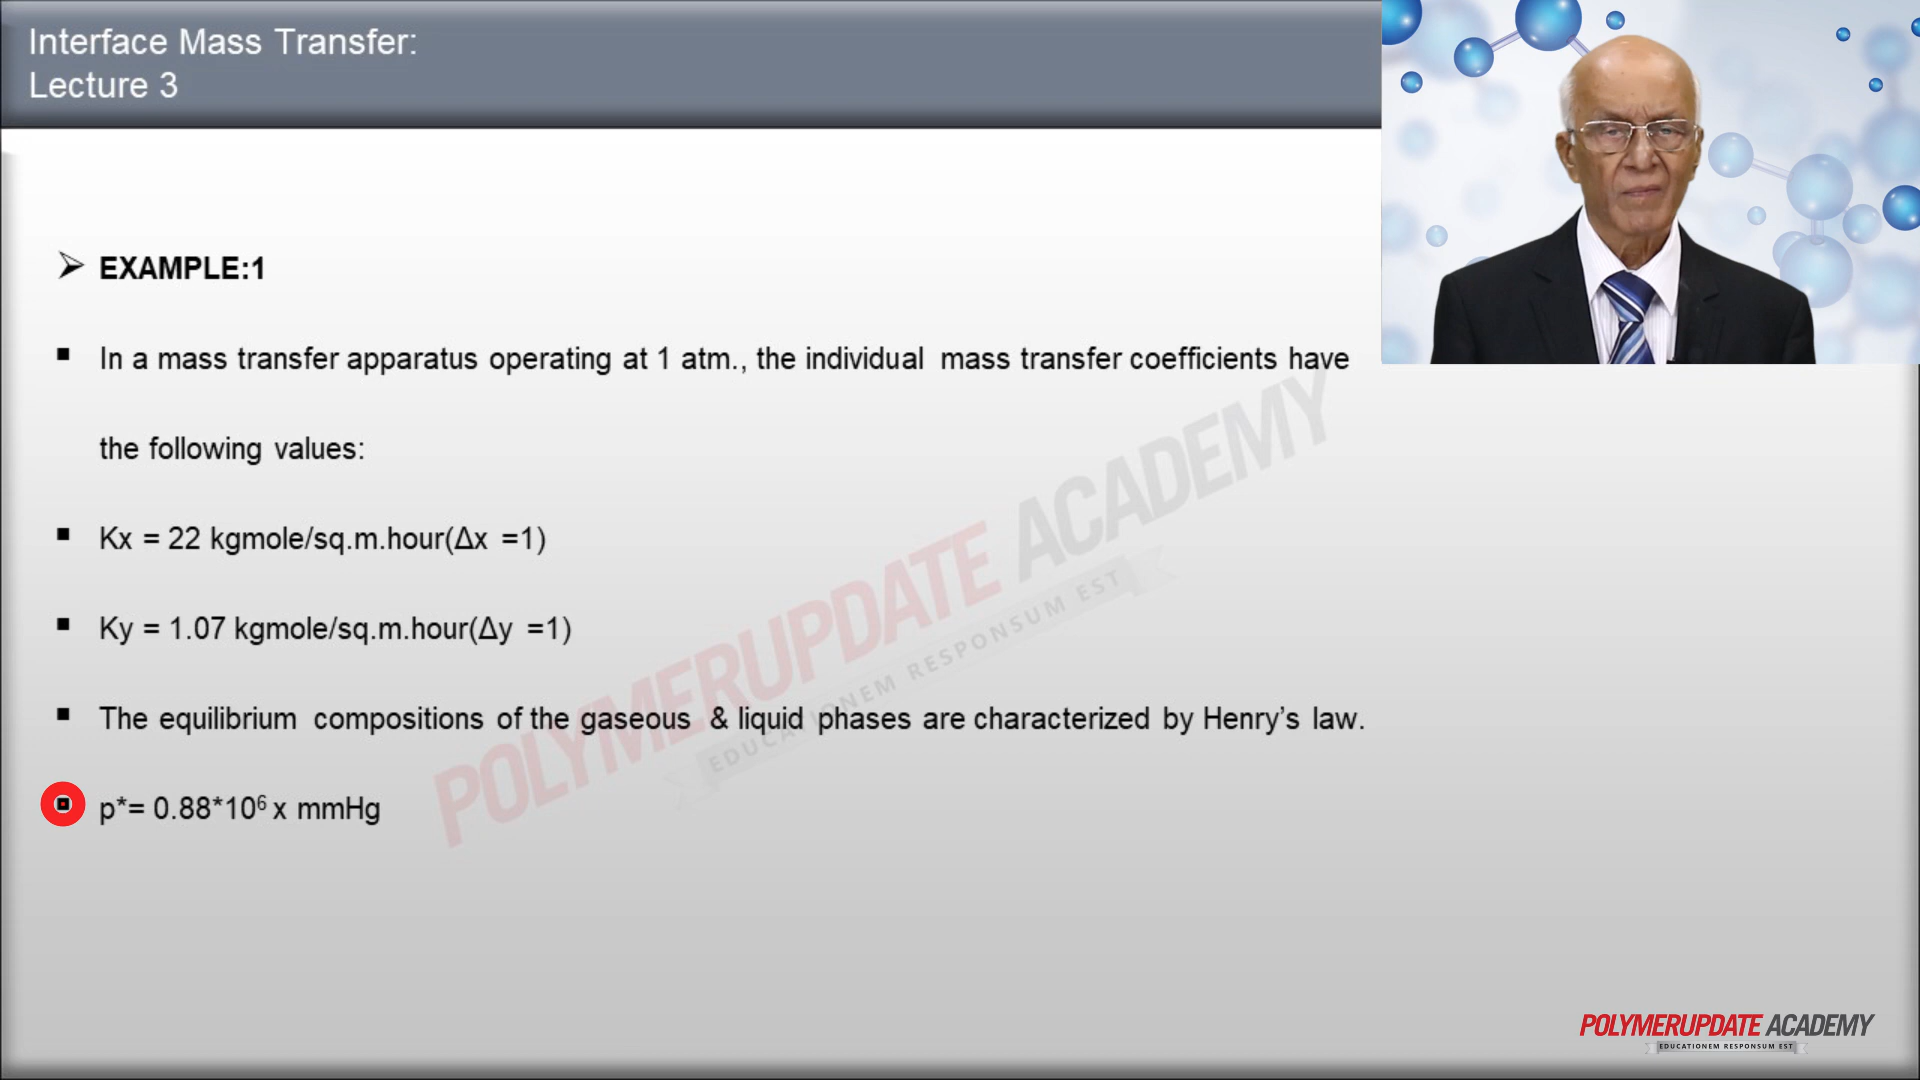 Interface Mass Transfer:
Lecture 3
EXAMPLE:1
In a mass transfer apparatus operating at 1 atm., the individual mass transfer coefficients have
the following values:
Kx = 22 kgmole/sq.m.hour(Δx =1)
Ky = 1.07 kgmole/sq.m.hour(Δy =1)
The equilibrium compositions of the gaseous & liquid phases are characterized by Henry’s law.
p*= 0.88*10⁶ x mmHg
POLYMERUPDATE ACADEMY
EDUCATIONEM RESPONSUM EST
POLYMERUPDATE ACADEMY
EDUCATIONEM RESPONSUM EST